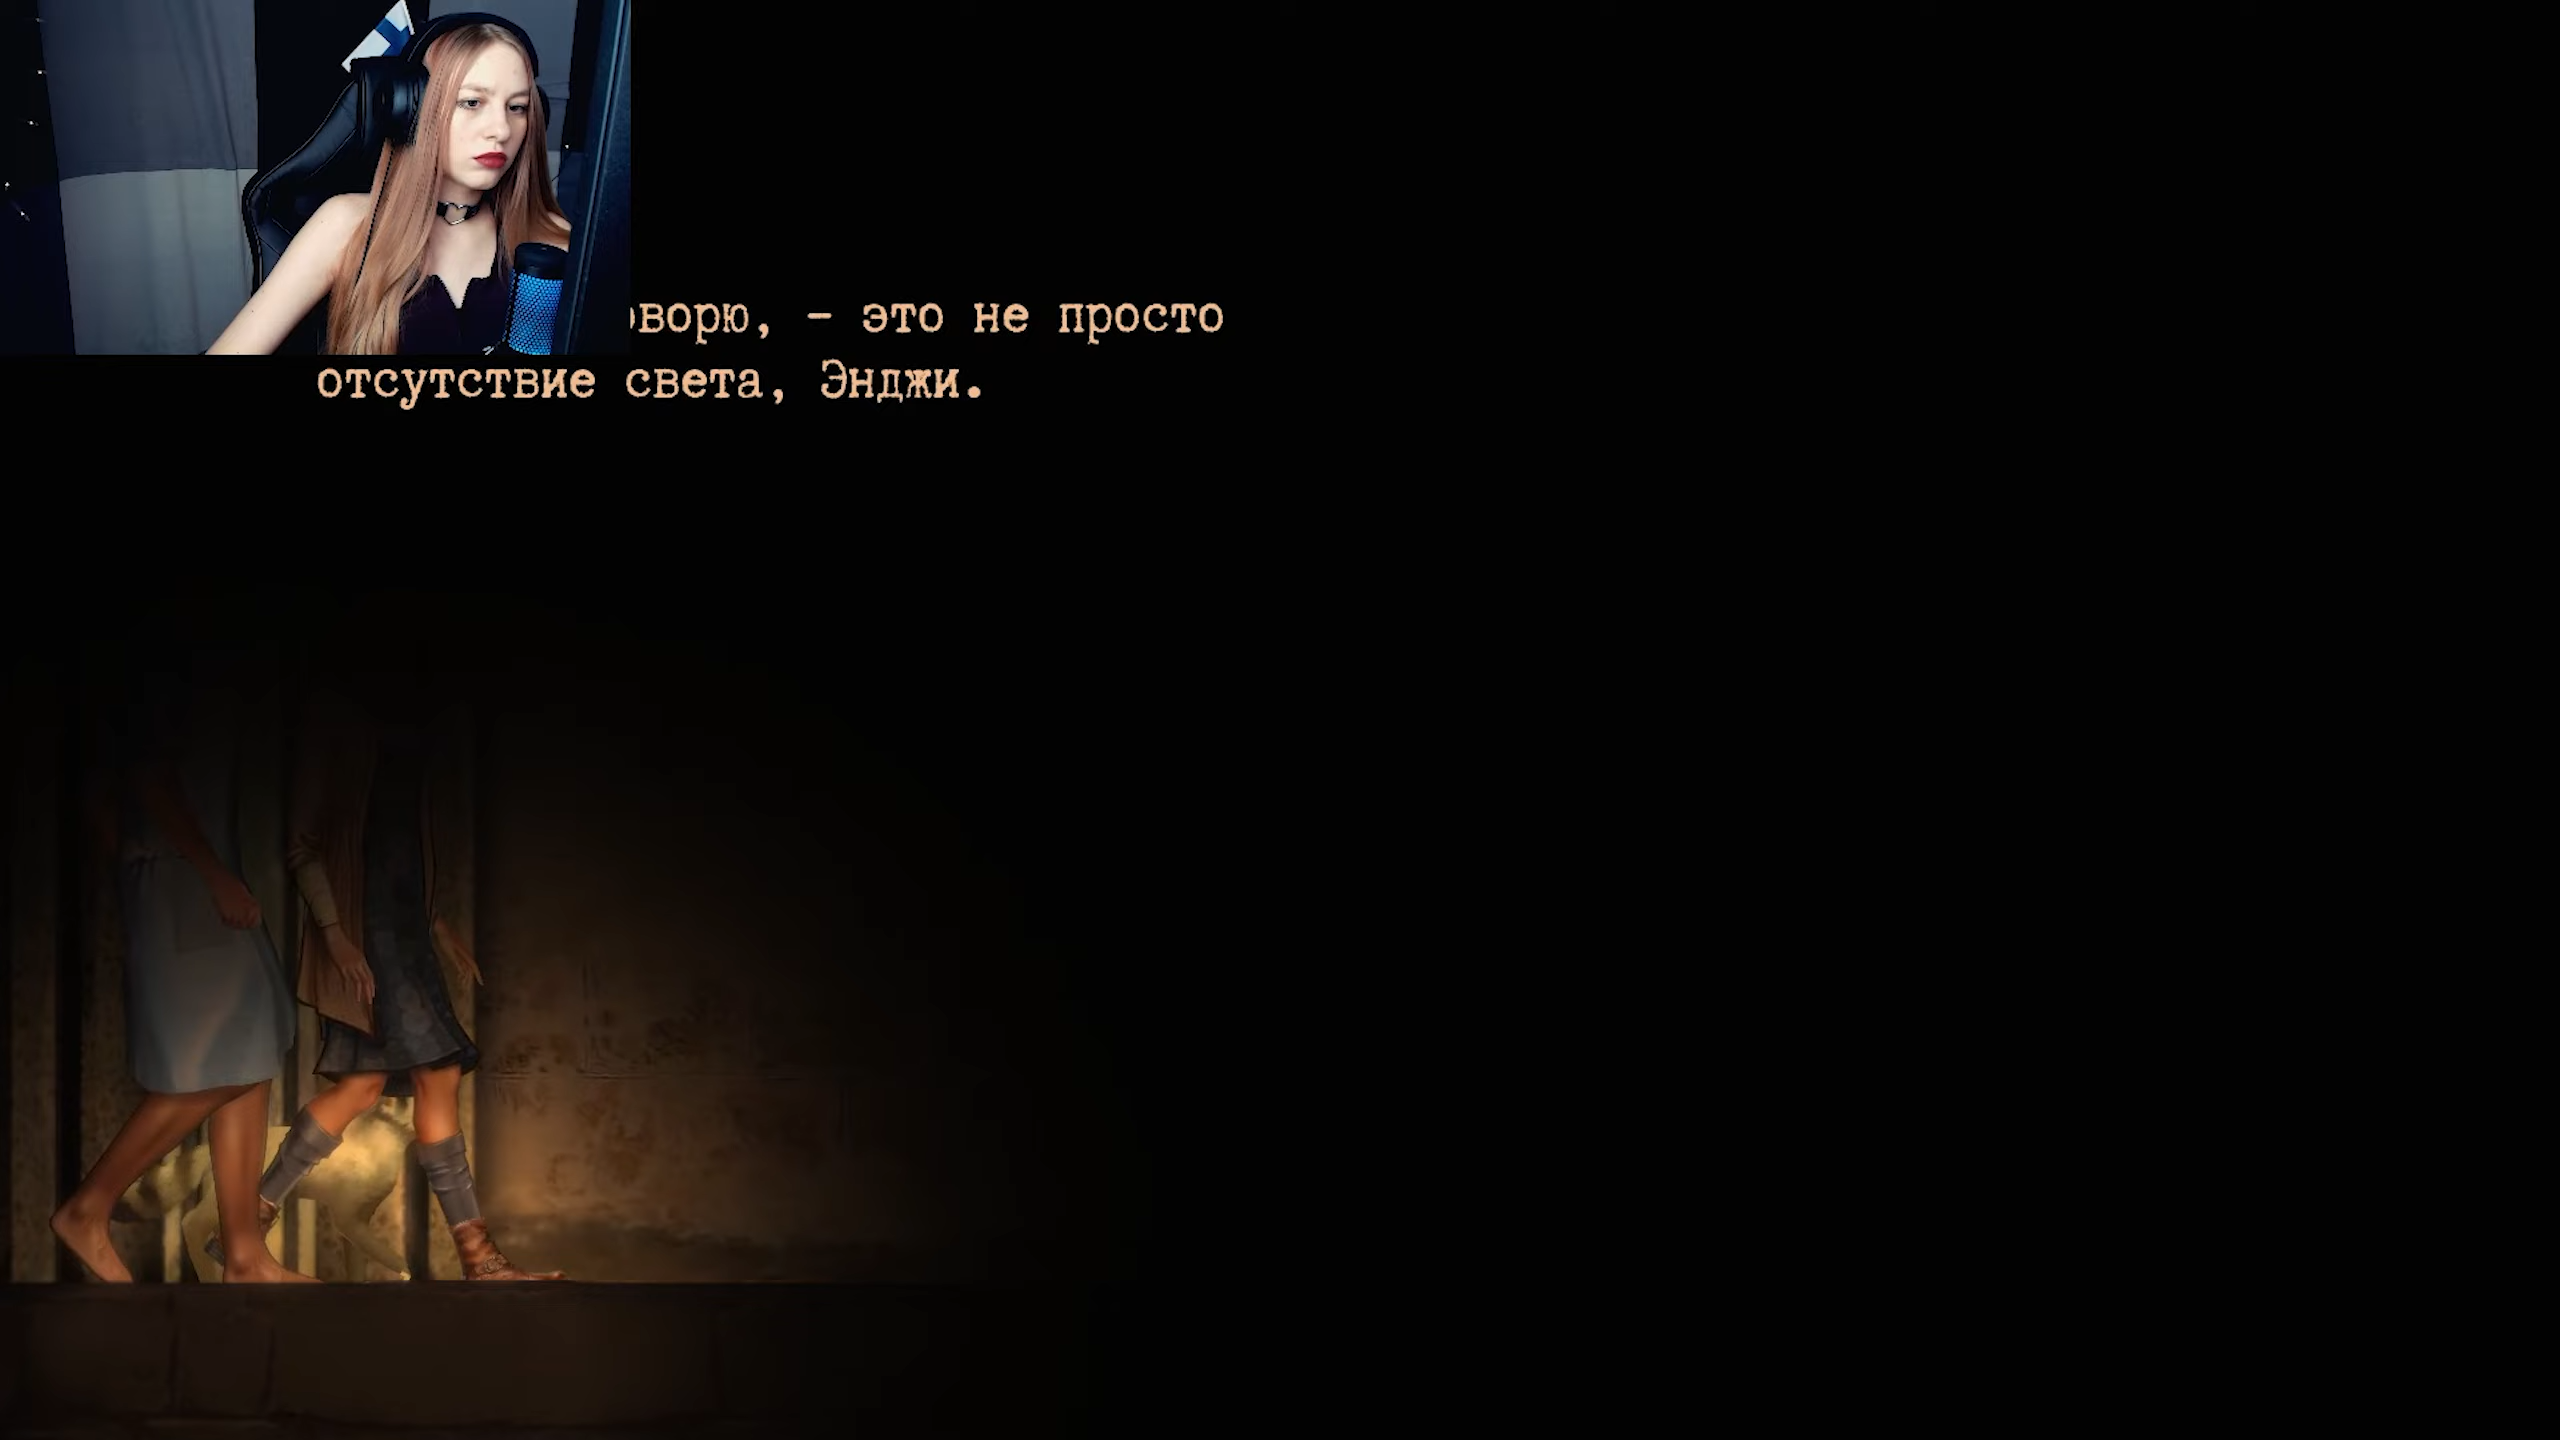 ворю, – это не просто
отсутствие света, Энджи.